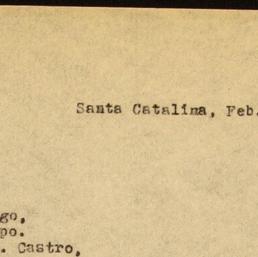 Santa Catalina, Feb.
go,
po.
. Castro,